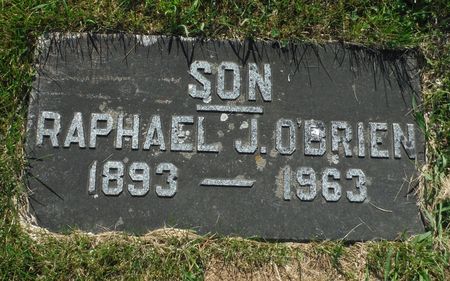 SON
RAPHAEL J. O'BRIEN
1893 — 1963